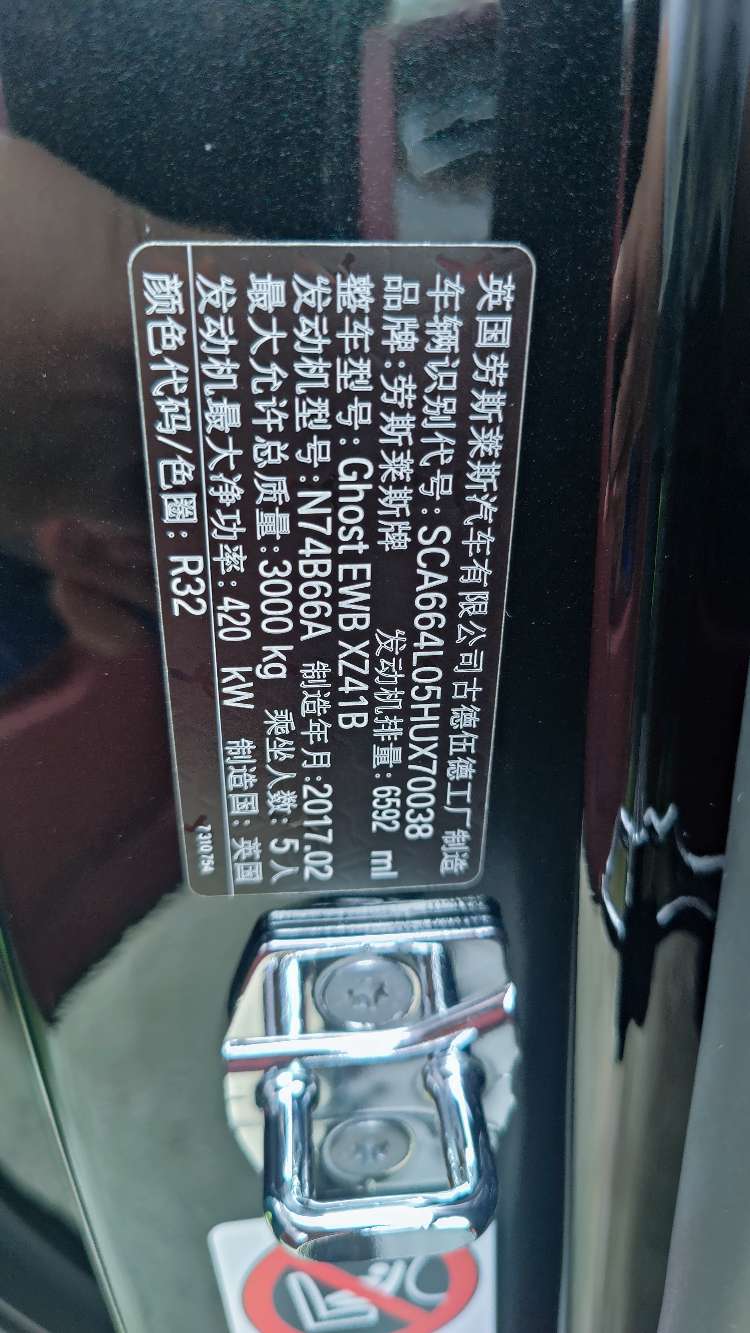 英国劳斯莱斯汽车有限公司古德伍德工厂制造
车辆识别代号:SCA664L05HUX70038
品牌:劳斯莱斯牌 发动机排量:6592 ml
整车型号:Ghost EWB XZ41B
发动机型号:N74B66A 制造年月:2017.02
最大允许总质量:3000 kg 乘坐人数:5人
发动机最大净功率:420 kW 制造国:英国
颜色代码/色圈:R32
7310754